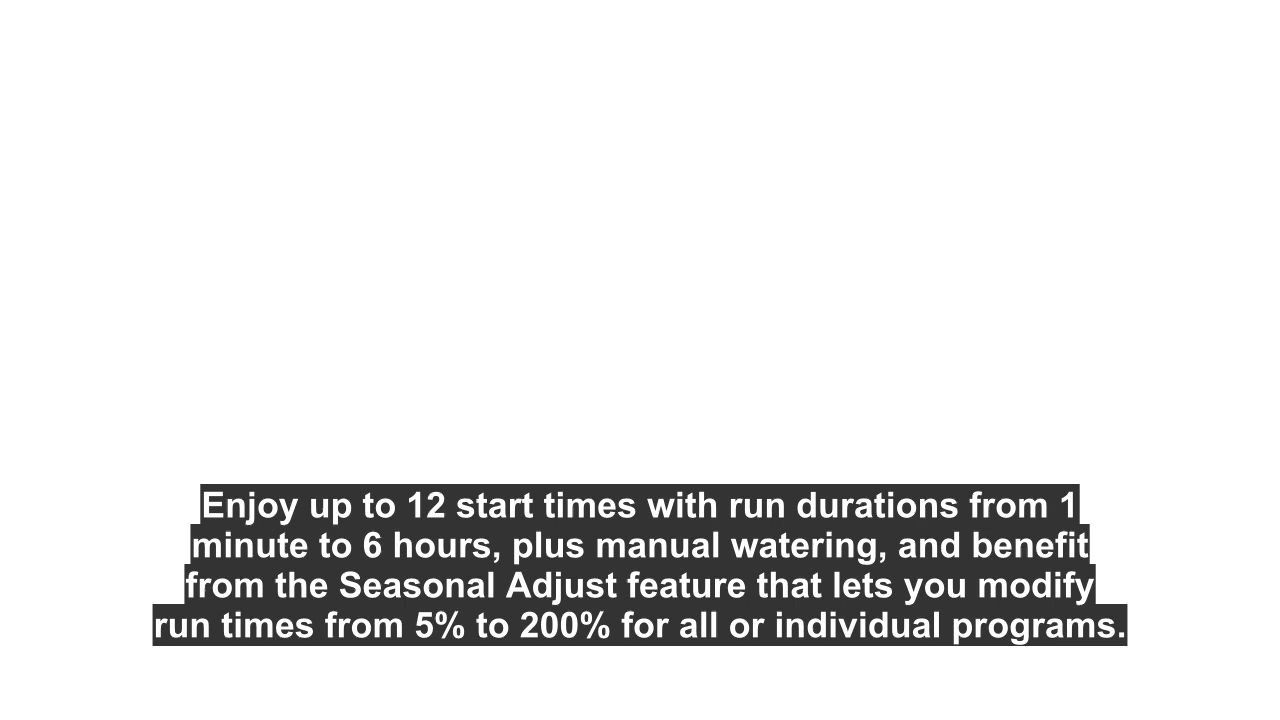 Enjoy up to 12 start times with run durations from 1
minute to 6 hours, plus manual watering, and benefit
from the Seasonal Adjust feature that lets you modify
run times from 5% to 200% for all or individual programs.